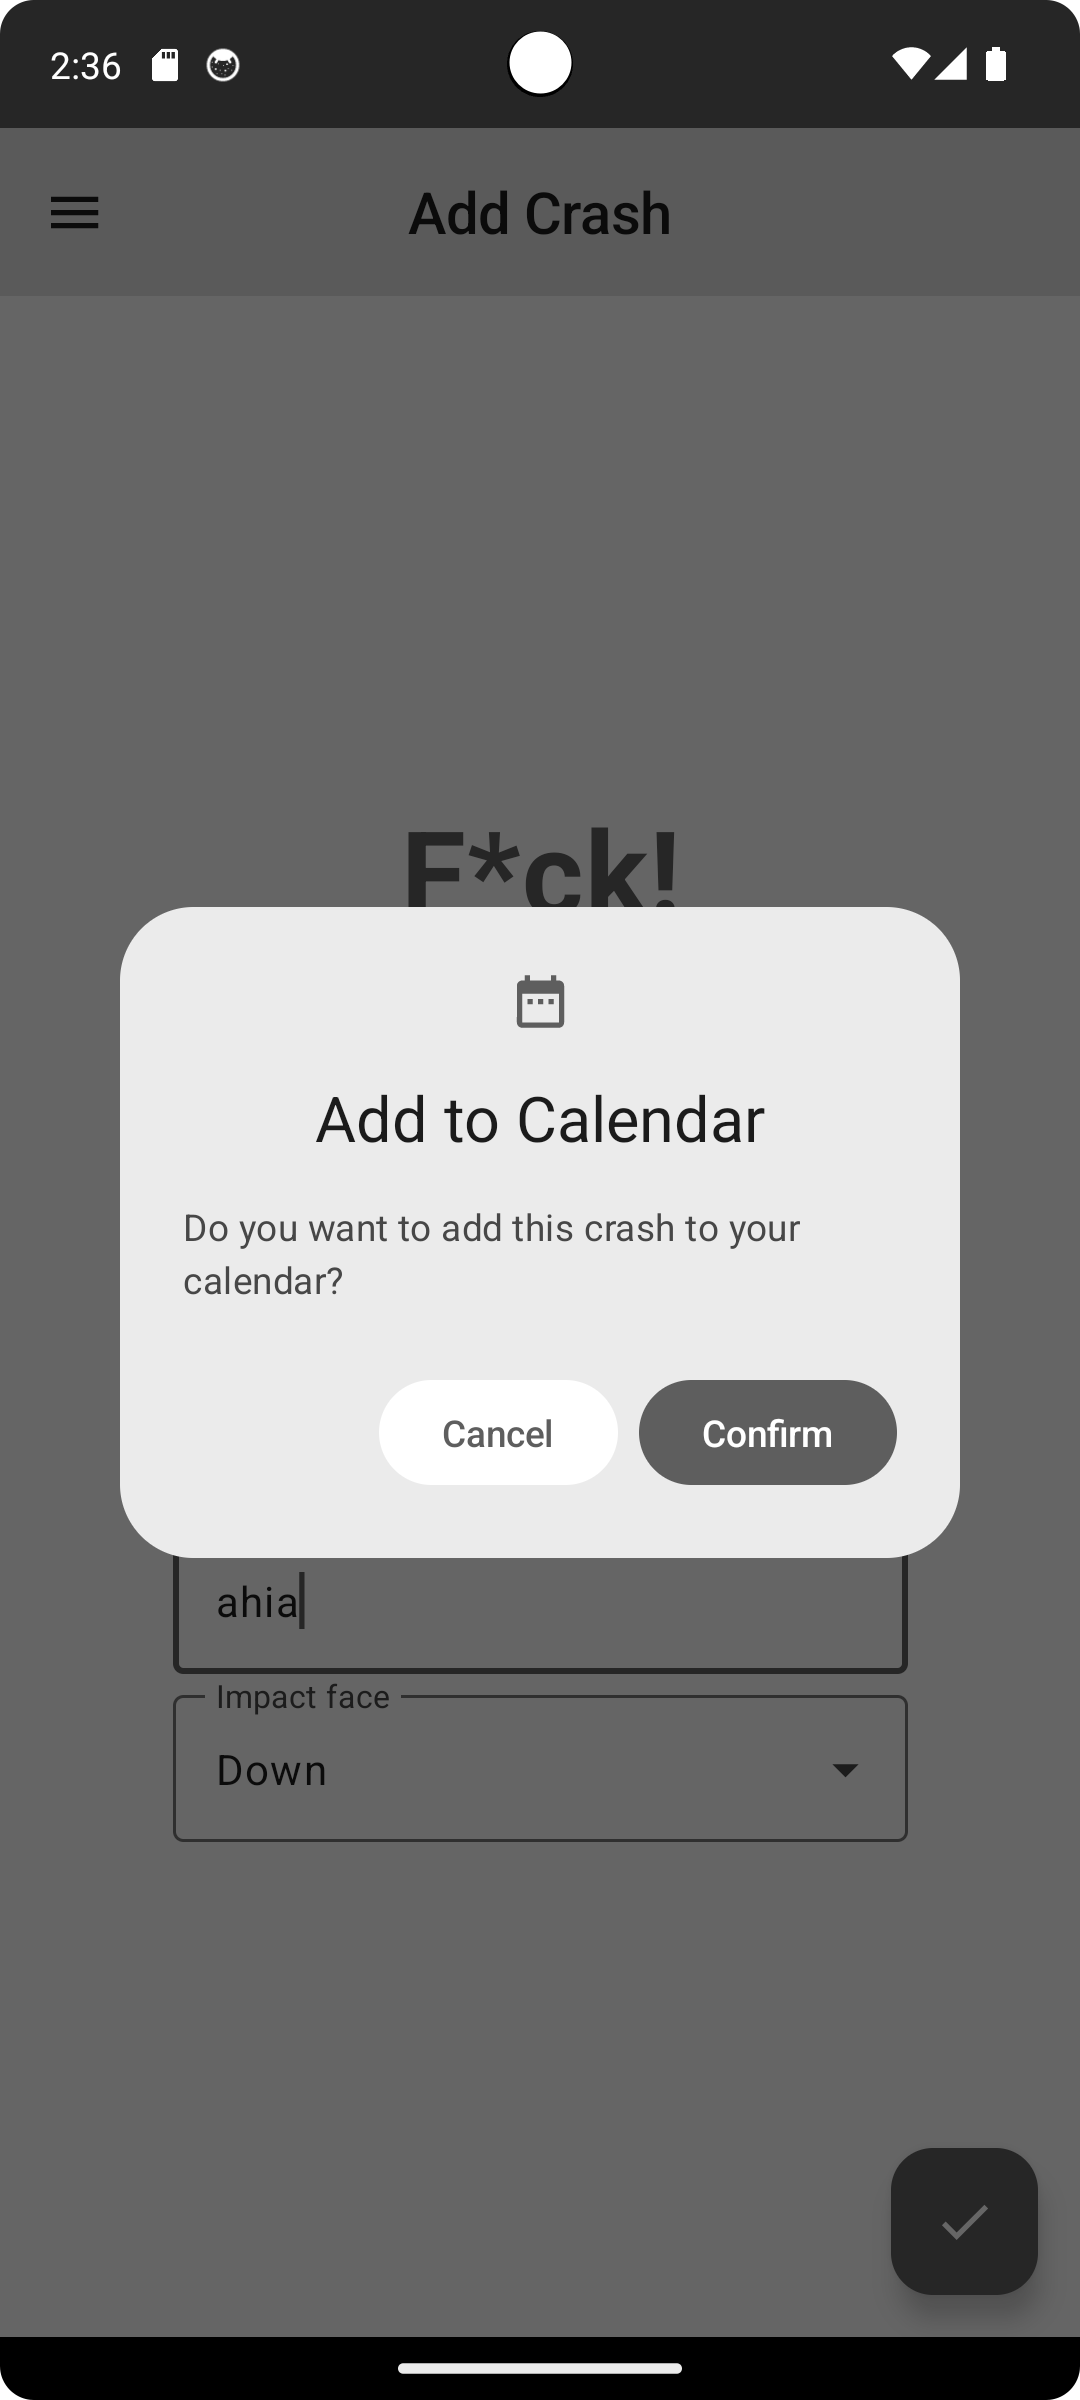 2:36
Add Crash
F*ck!
Add to Calendar
Do you want to add this crash to your
calendar?
Cancel
Confirm
ahia
Impact face
Down